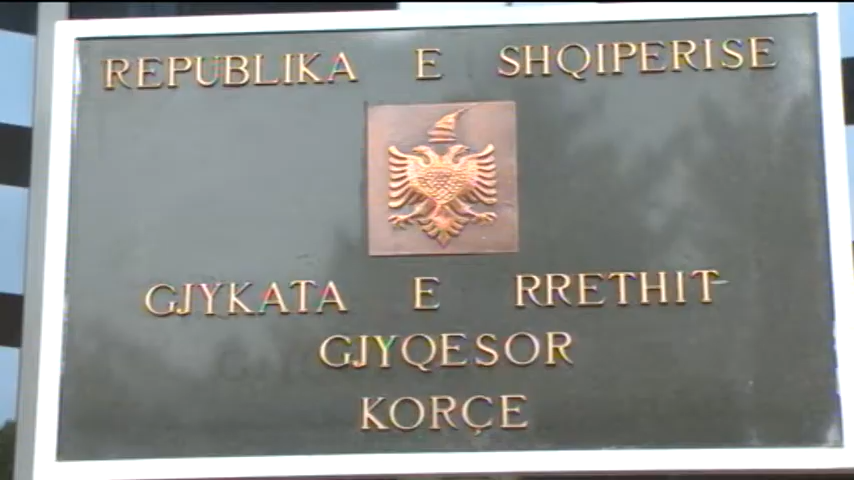 REPUBLIKA E SHQIPERISE
GJYKATA E RRETHIT
GJYQESOR
KORÇE